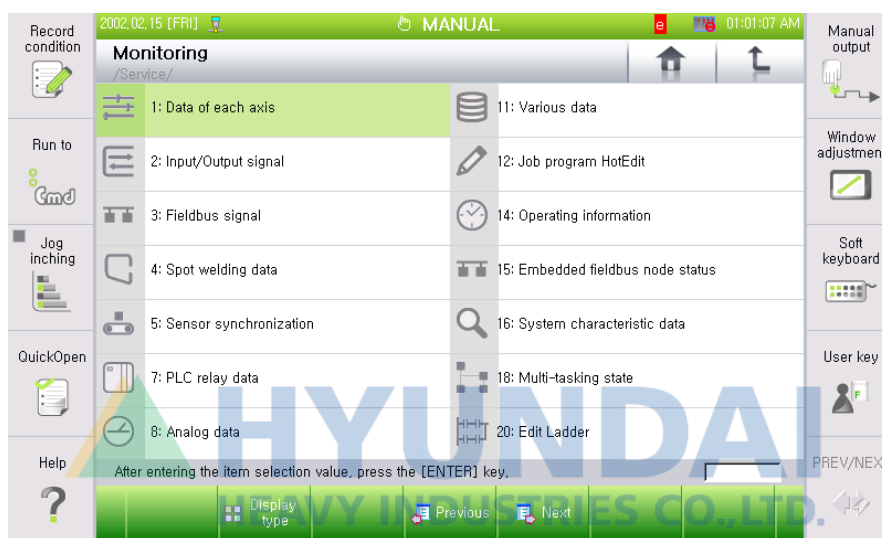 Record condition
2002,02,15 [FRI]
MANUAL
e
01:01:07 AM
Manual output
Monitoring
/Service/
Run to
Cmd
Jog inching
QuickOpen
Help
1: Data of each axis
2: Input/Output signal
3: Fieldbus signal
4: Spot welding data
5: Sensor synchronization
7: PLC relay data
8: Analog data
11: Various data
12: Job program HotEdit
14: Operating information
15: Embedded fieldbus node status
16: System characteristic data
18: Multi-tasking state
20: Edit Ladder
After entering the item selection value, press the [ENTER] key.
Display type
Previous
Next
Window adjustmen
Soft keyboard
User key
F
PREV/NEX
HYUNDAI
HEAVY INDUSTRIES CO.,LTD.